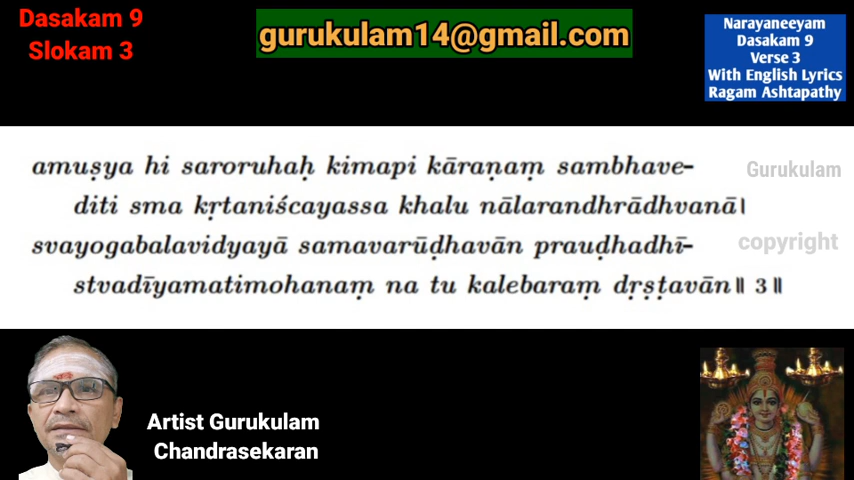 Dasakam 9
Slokam 3
gurukulam14@gmail.com
Narayaneeyam
Dasakam 9
Verse 3
With English Lyrics
Ragam Ashtapathy
amuṣya hi saroruhaḥ kimapi kāraṇaṃ sambhave-
diti sma kṛtaniścayassa khalu nālarandhrādhvanā|
svayogabalavidyayā samavarūḍhavān prauḍhadhī-
stvadīyamatimohanaṃ na tu kalebaraṃ dṛṣṭavān‖ 3‖
Gurukulam
copyright
Artist Gurukulam
Chandrasekaran